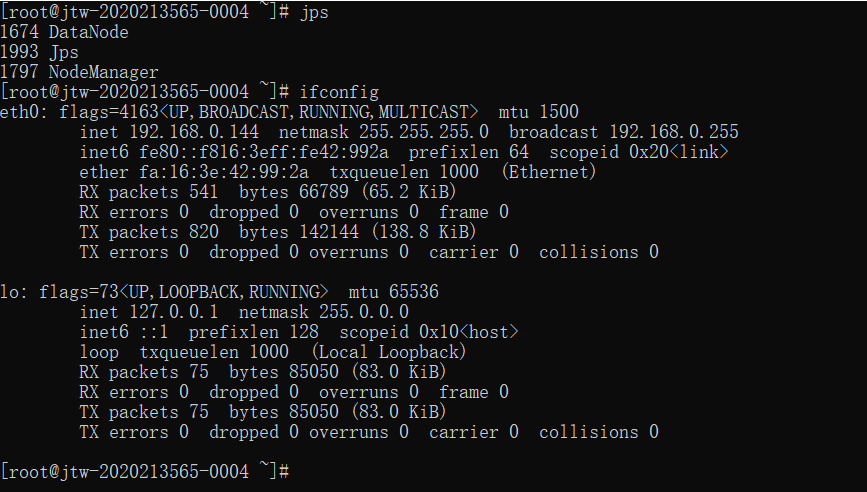 [root@jtw-2020213565-0004 ~]# jps
1674 DataNode
1993 Jps
1797 NodeManager
[root@jtw-2020213565-0004 ~]# ifconfig
eth0: flags=4163<UP,BROADCAST,RUNNING,MULTICAST>  mtu 1500
        inet 192.168.0.144  netmask 255.255.255.0  broadcast 192.168.0.255
        inet6 fe80::f816:3eff:fe42:992a  prefixlen 64  scopeid 0x20<link>
        ether fa:16:3e:42:99:2a  txqueuelen 1000  (Ethernet)
        RX packets 541  bytes 66789 (65.2 KiB)
        RX errors 0  dropped 0  overruns 0  frame 0
        TX packets 820  bytes 142144 (138.8 KiB)
        TX errors 0  dropped 0 overruns 0  carrier 0  collisions 0

lo: flags=73<UP,LOOPBACK,RUNNING>  mtu 65536
        inet 127.0.0.1  netmask 255.0.0.0
        inet6 ::1  prefixlen 128  scopeid 0x10<host>
        loop  txqueuelen 1000  (Local Loopback)
        RX packets 75  bytes 85050 (83.0 KiB)
        RX errors 0  dropped 0  overruns 0  frame 0
        TX packets 75  bytes 85050 (83.0 KiB)
        TX errors 0  dropped 0 overruns 0  carrier 0  collisions 0

[root@jtw-2020213565-0004 ~]#